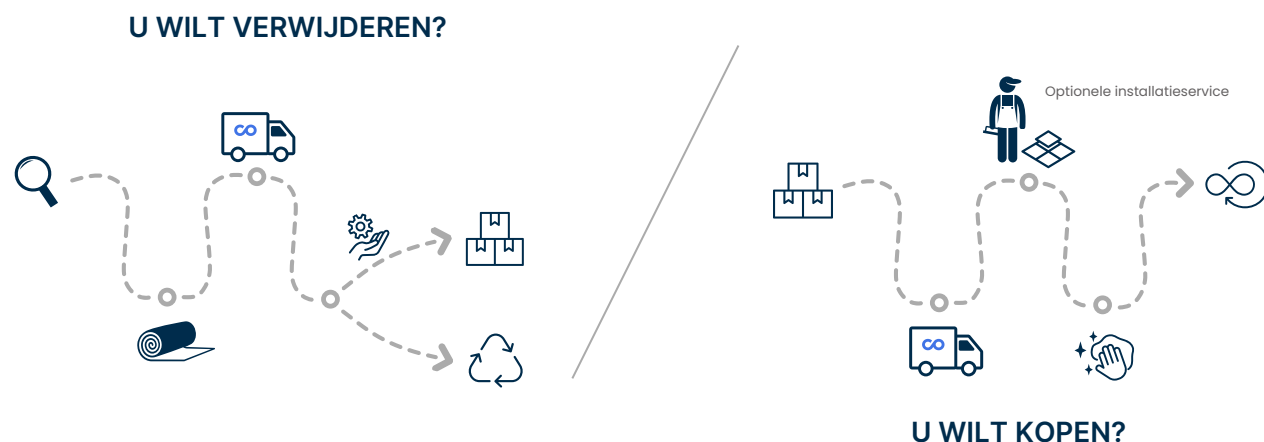 U WILT VERWIJDEREN?
Optionele installatieservice
U WILT KOPEN?